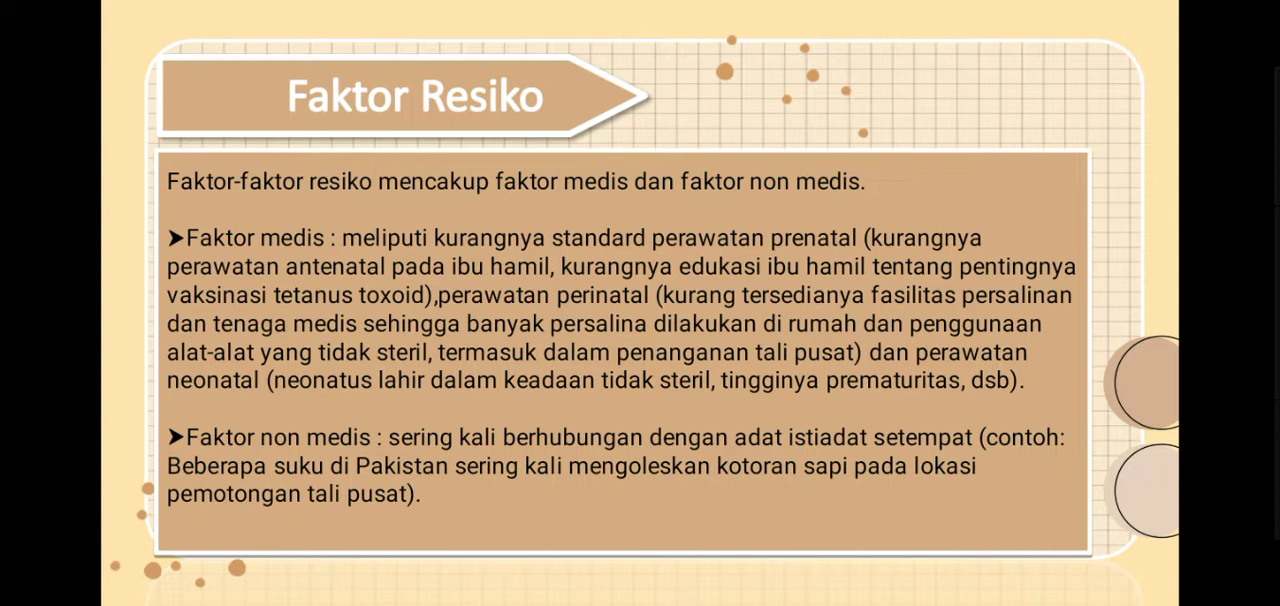 Faktor Resiko
Faktor-faktor resiko mencakup faktor medis dan faktor non medis.
➤Faktor medis : meliputi kurangnya standard perawatan prenatal (kurangnya
perawatan antenatal pada ibu hamil, kurangnya edukasi ibu hamil tentang pentingnya
vaksinasi tetanus toxoid),perawatan perinatal (kurang tersedianya fasilitas persalinan
dan tenaga medis sehingga banyak persalina dilakukan di rumah dan penggunaan
alat-alat yang tidak steril, termasuk dalam penanganan tali pusat) dan perawatan
neonatal (neonatus lahir dalam keadaan tidak steril, tingginya prematuritas, dsb).
➤Faktor non medis : sering kali berhubungan dengan adat istiadat setempat (contoh:
Beberapa suku di Pakistan sering kali mengoleskan kotoran sapi pada lokasi
pemotongan tali pusat).